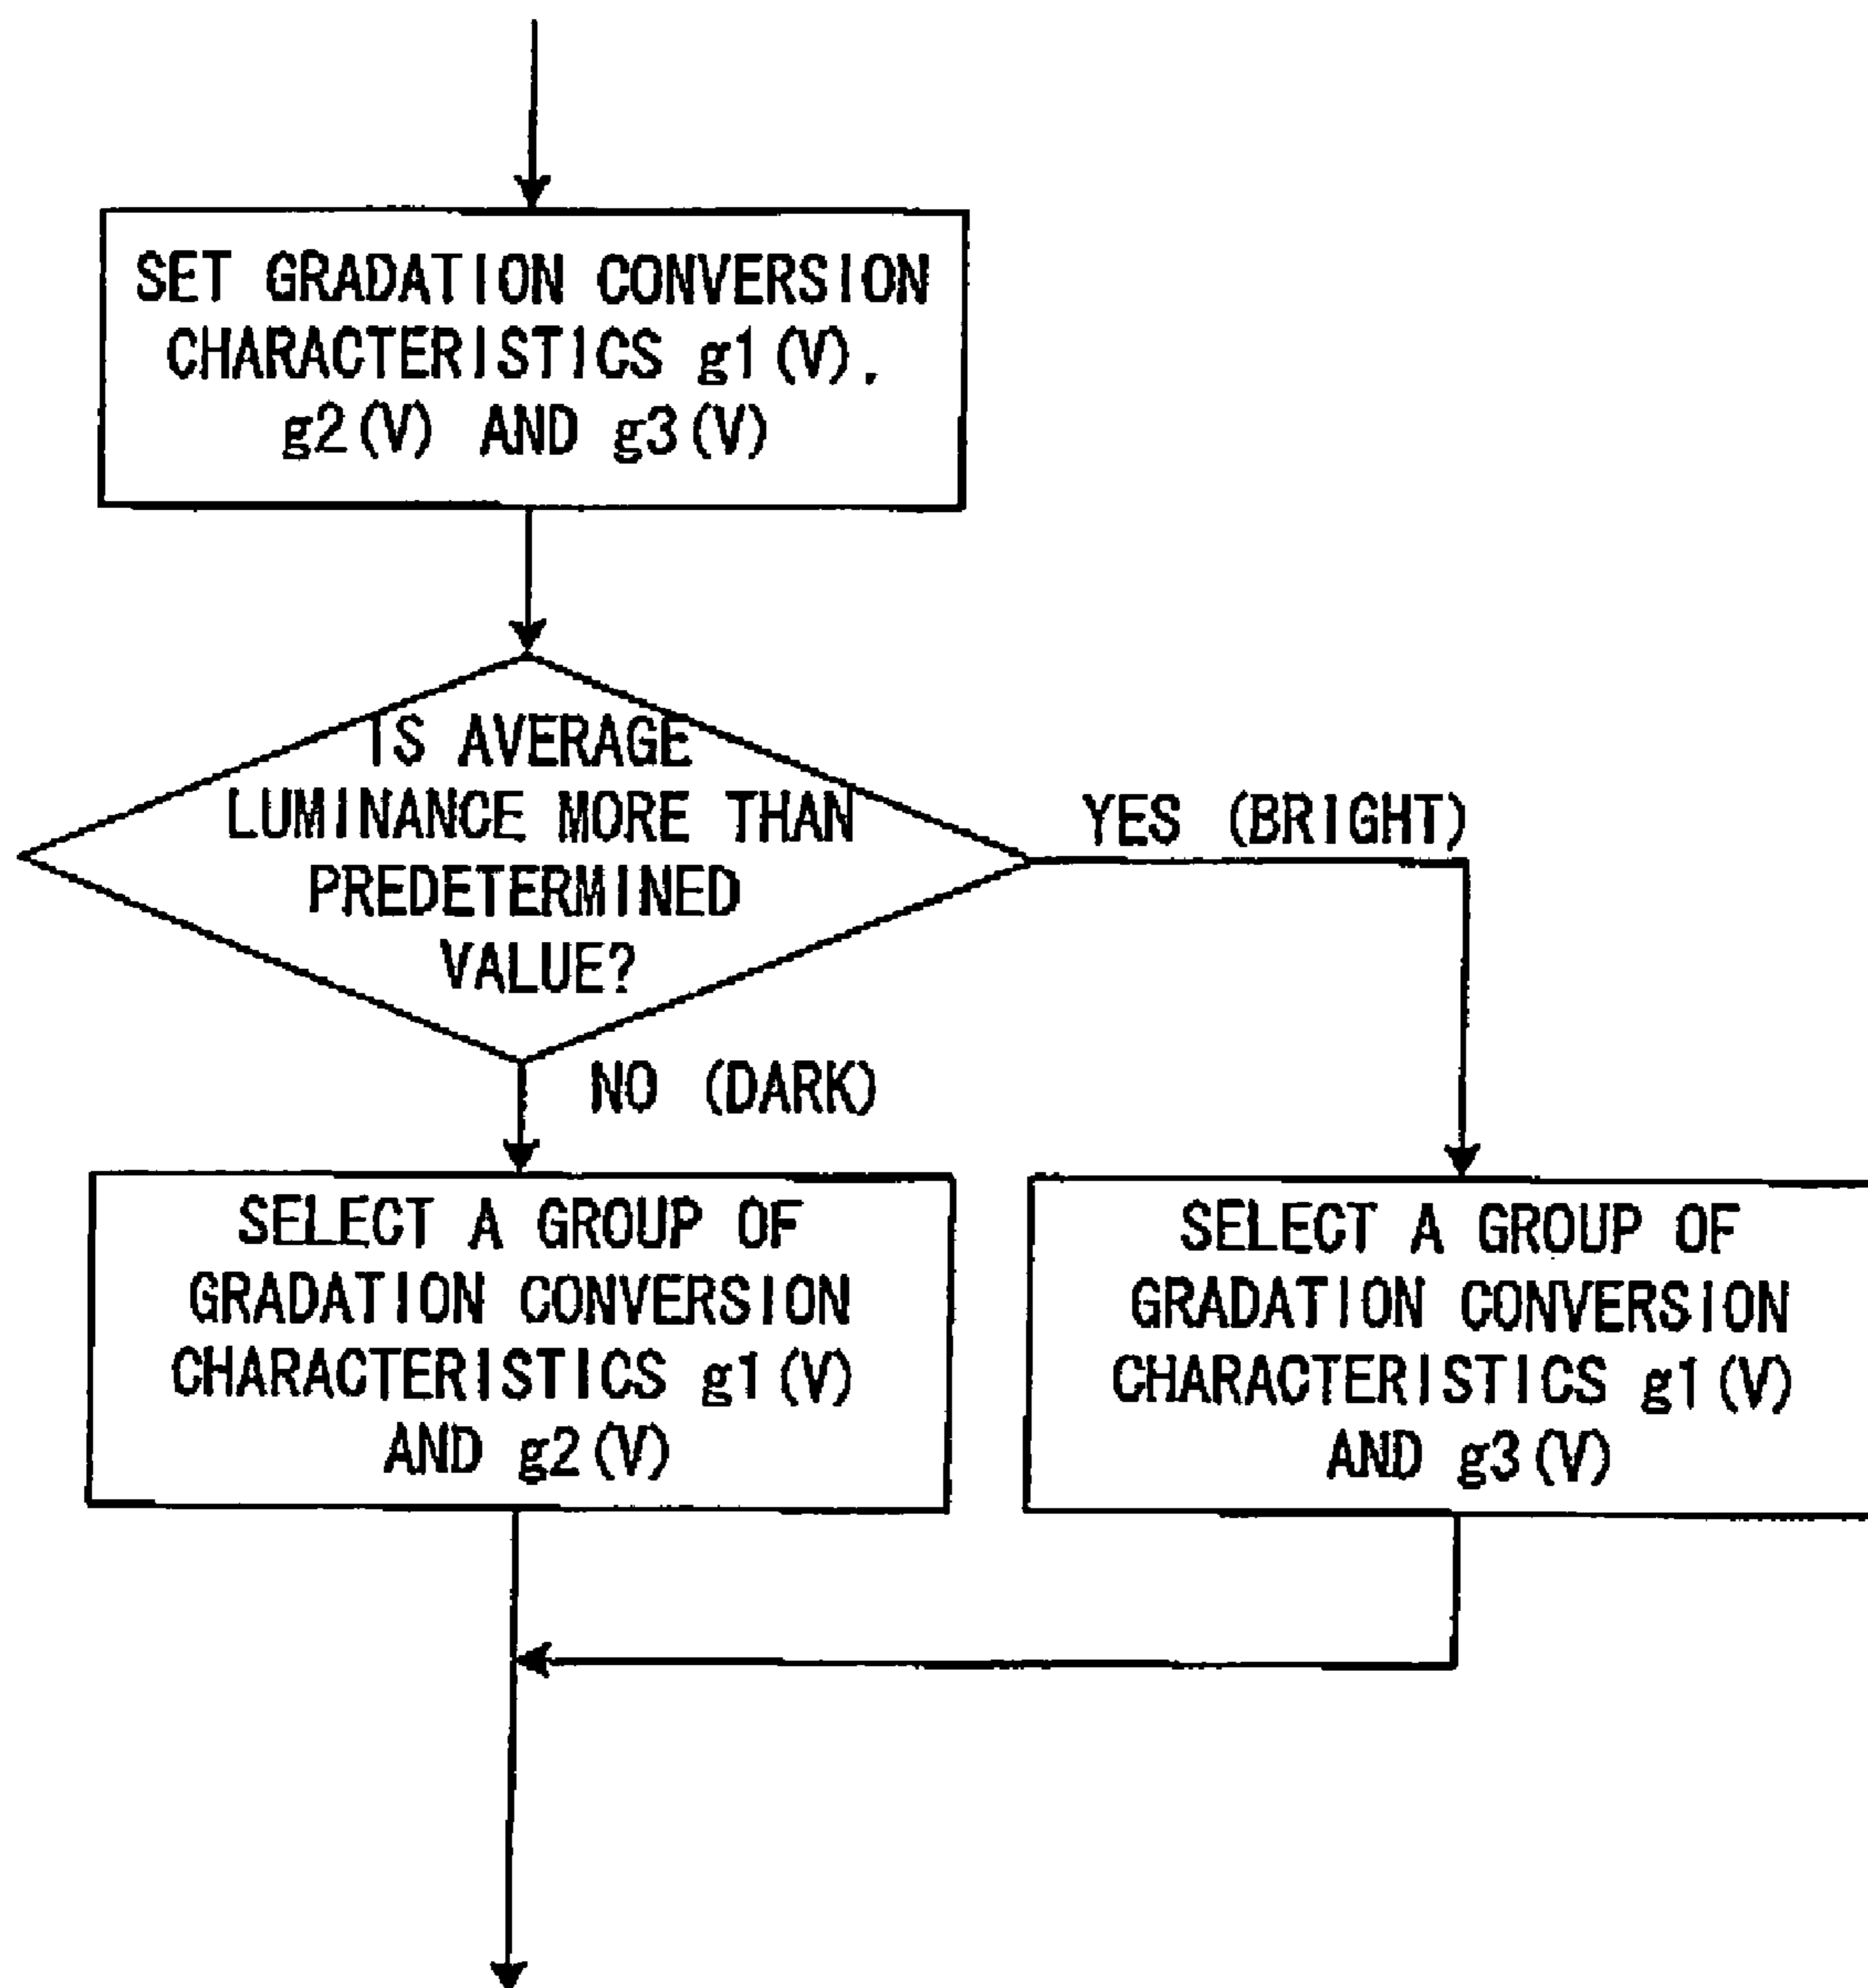 SET GRADATION CONVERSION
CHARACTERISTICS g1(V),
g2(V) AND g3(V)
IS AVERAGE
LUMINANCE MORE THAN
PREDETERMINED
VALUE?
YES (BRIGHT)
NO (DARK)
SELECT A GROUP OF
GRADATION CONVERSION
CHARACTERISTICS g1(V)
AND g2(V)
SELECT A GROUP OF
GRADATION CONVERSION
CHARACTERISTICS g1(V)
AND g3(V)